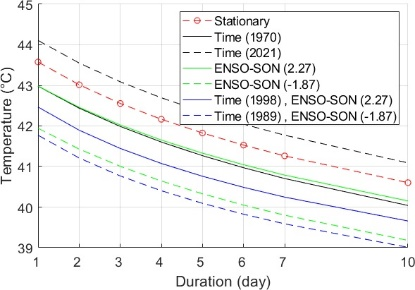 45
44
43
42
41
40
39
Temperature (°C)
Stationary
Time (1970)
Time (2021)
ENSO-SON (2.27)
ENSO-SON (-1.87)
Time (1998) , ENSO-SON (2.27)
Time (1989) , ENSO-SON (-1.87)
1 2 3 4 5 6 7 10
Duration (day)